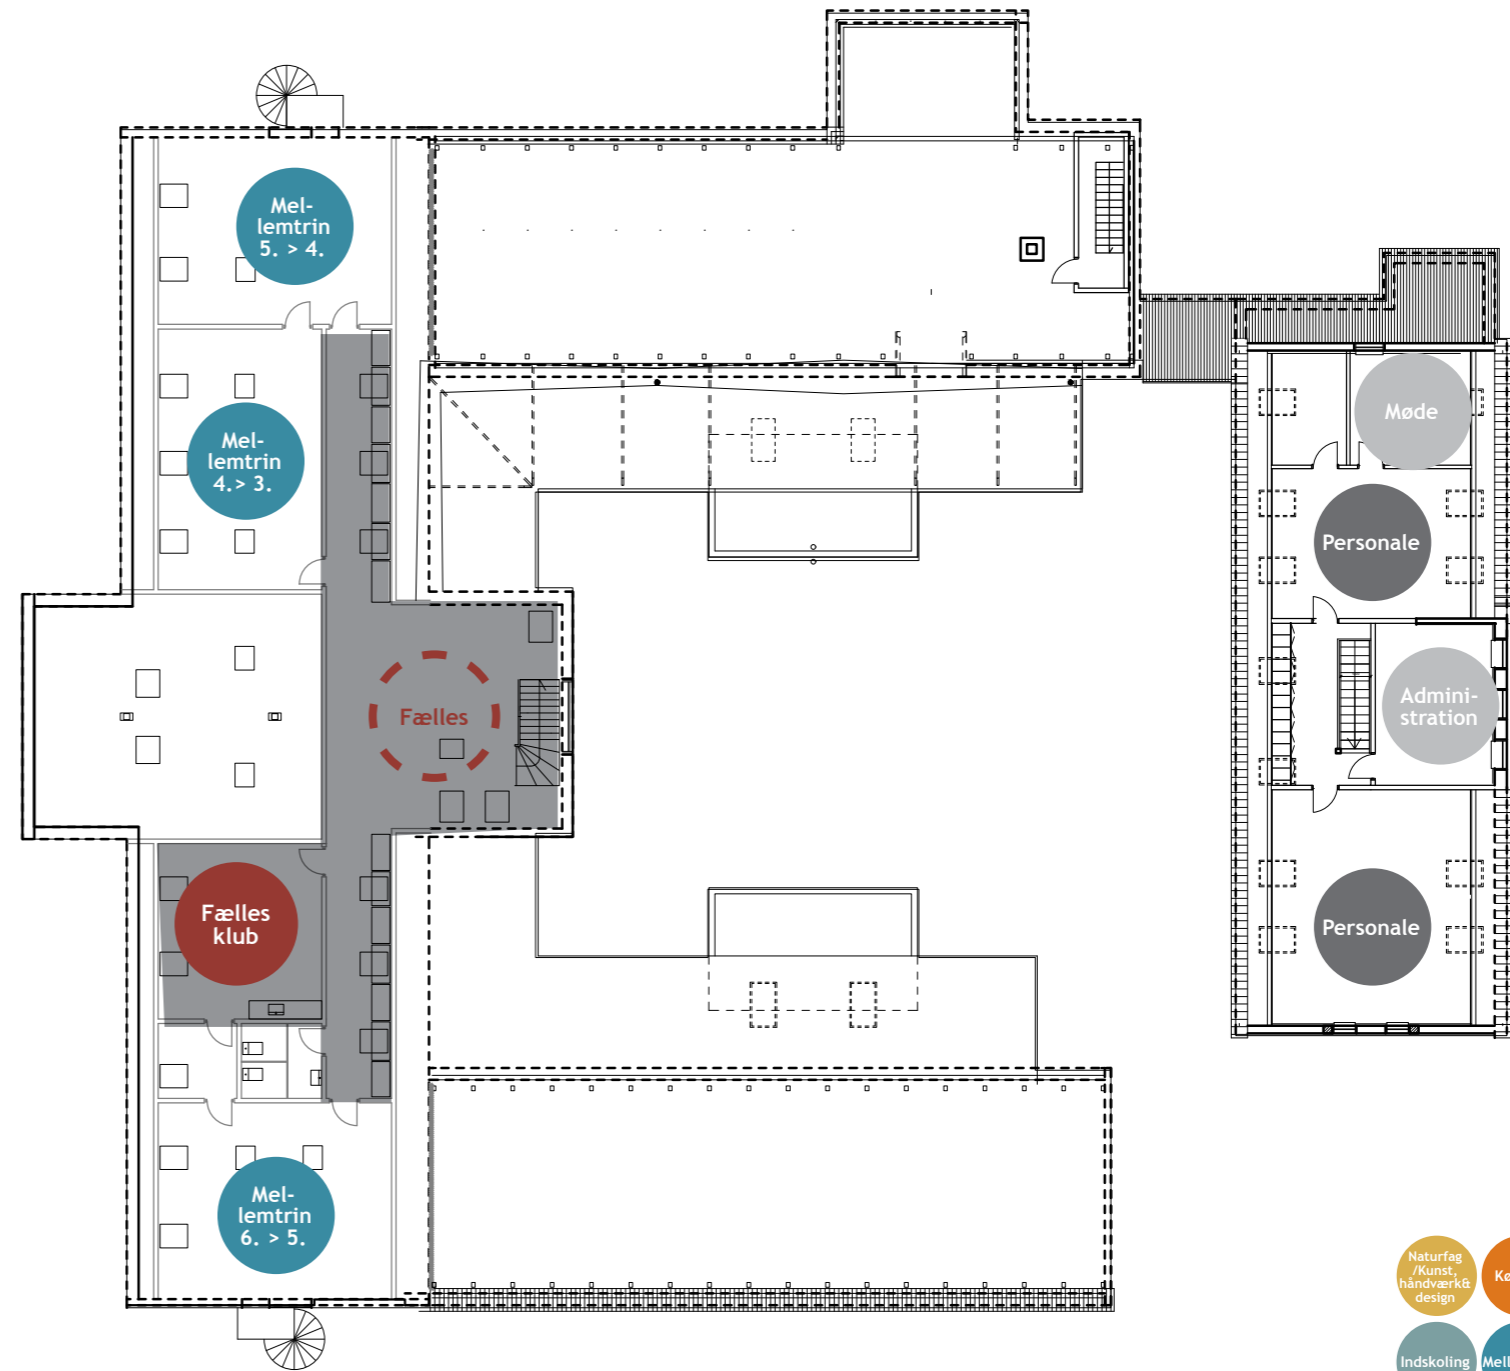 Mel-
lemtrin
5. > 4.
Mel-
lemtrin
4.> 3.
Fælles
Fælles
klub
Mel-
lemtrin
6. > 5.
Møde
Personale
Admini-
stration
Personale
Naturfag
/Kunst,
håndværk&
design
Indskoling